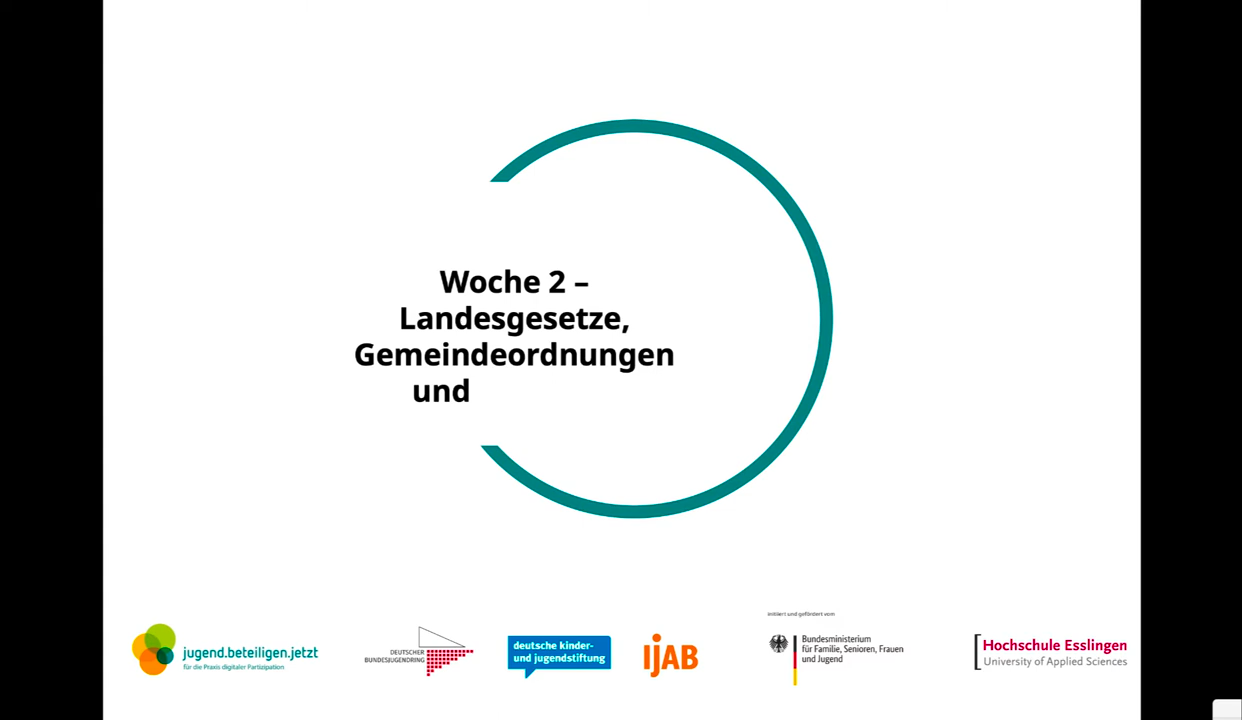 Woche 2 –
Landesgesetze,
Gemeindeordnungen
und
initiiert und gefördert vom
jugend.beteiligen.jetzt
für die Praxis digitaler Partizipation
DEUTSCHER
BUNDESJUGENDRING
deutsche kinder-
und jugendstiftung
IjAB
Bundesministerium
für Familie, Senioren, Frauen
und Jugend
Hochschule Esslingen
University of Applied Sciences